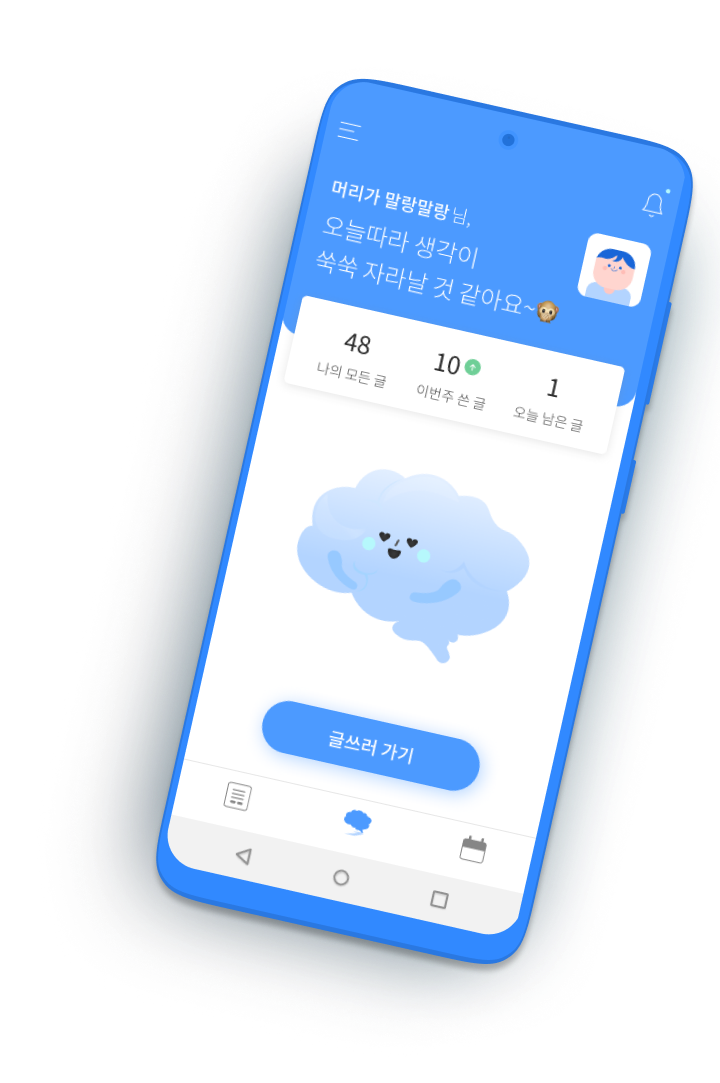 머리가 말랑말랑 님,
오늘따라 생각이
쑥쑥 자라날 것 같아요~🐵
48 10 1
나의 모든 글 이번주 쓴 글 오늘 남은 글
글쓰러 가기